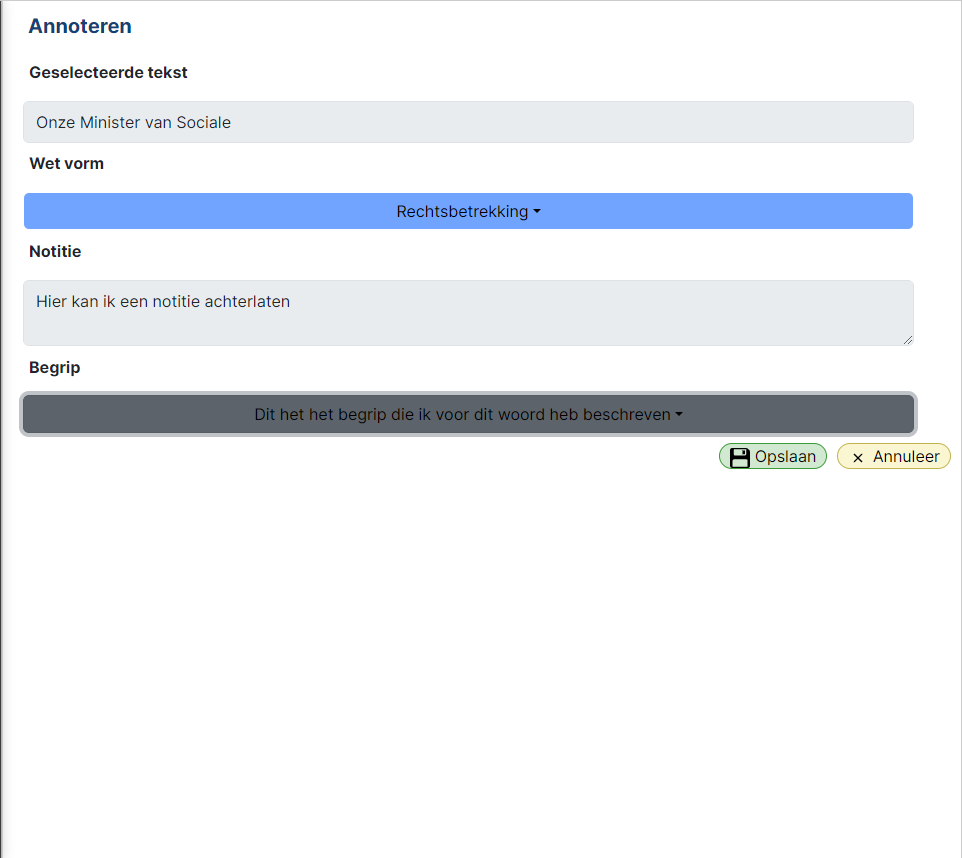 Annoteren
Geselecteerde tekst
Onze Minister van Sociale
Wet vorm
Rechtsbetrekking
Notitie
Hier kan ik een notitie achterlaten
Begrip
Dit het het begrip die ik voor dit woord heb beschreven
Opslaan
Annuleer